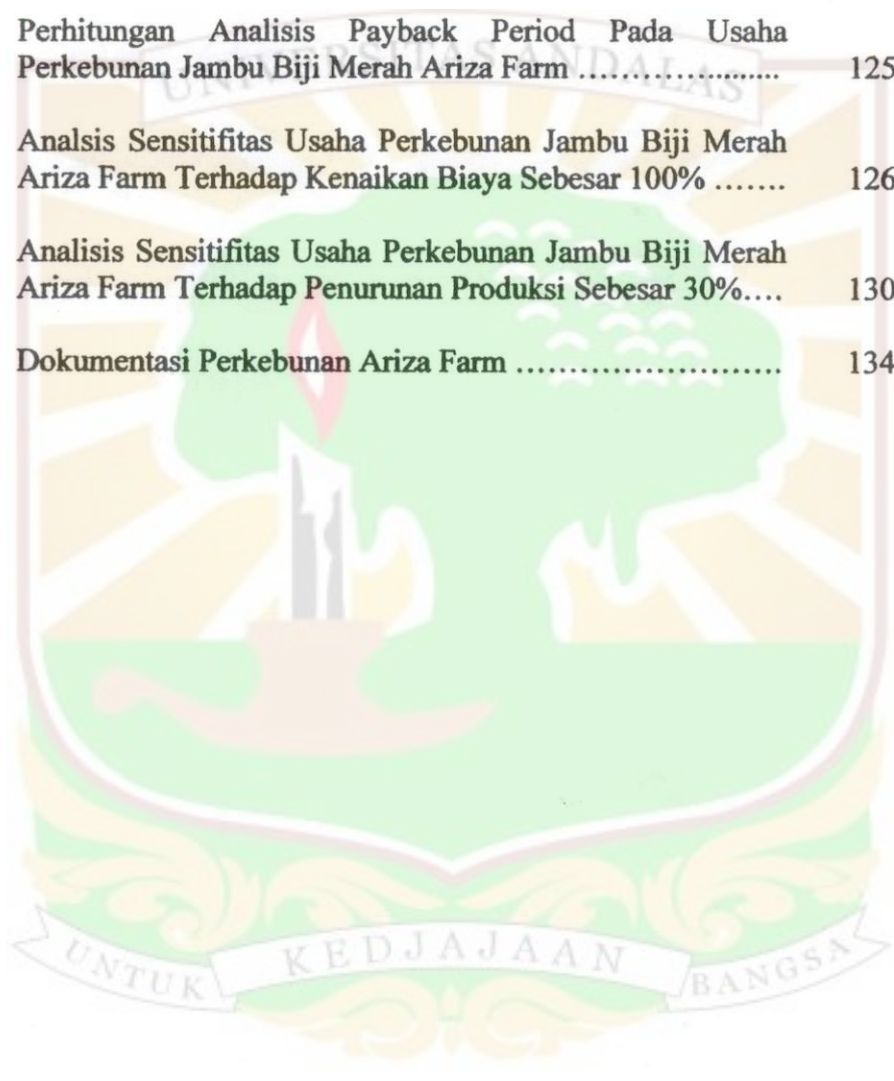 Perhitungan Analisis Payback Period Pada Usaha
UNIVERSITAS ANDALAS
Perkebunan Jambu Biji Merah Ariza Farm ..................... 125
Analsis Sensitifitas Usaha Perkebunan Jambu Biji Merah
Ariza Farm Terhadap Kenaikan Biaya Sebesar 100% ....... 126
Analisis Sensitifitas Usaha Perkebunan Jambu Biji Merah
Ariza Farm Terhadap Penurunan Produksi Sebesar 30%.... 130
Dokumentasi Perkebunan Ariza Farm ........................ 134
UNTUK KEDJAJAAN BANGSA